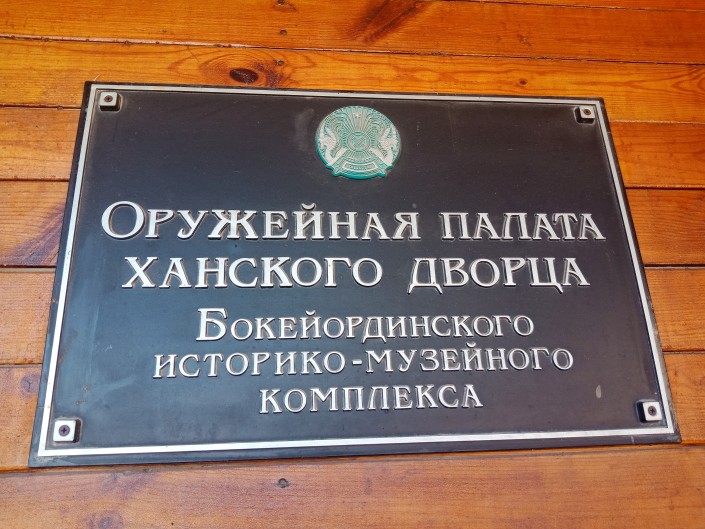 Оружейная палата
ханского дворца
Бокейординского
историко-музейного
комплекса